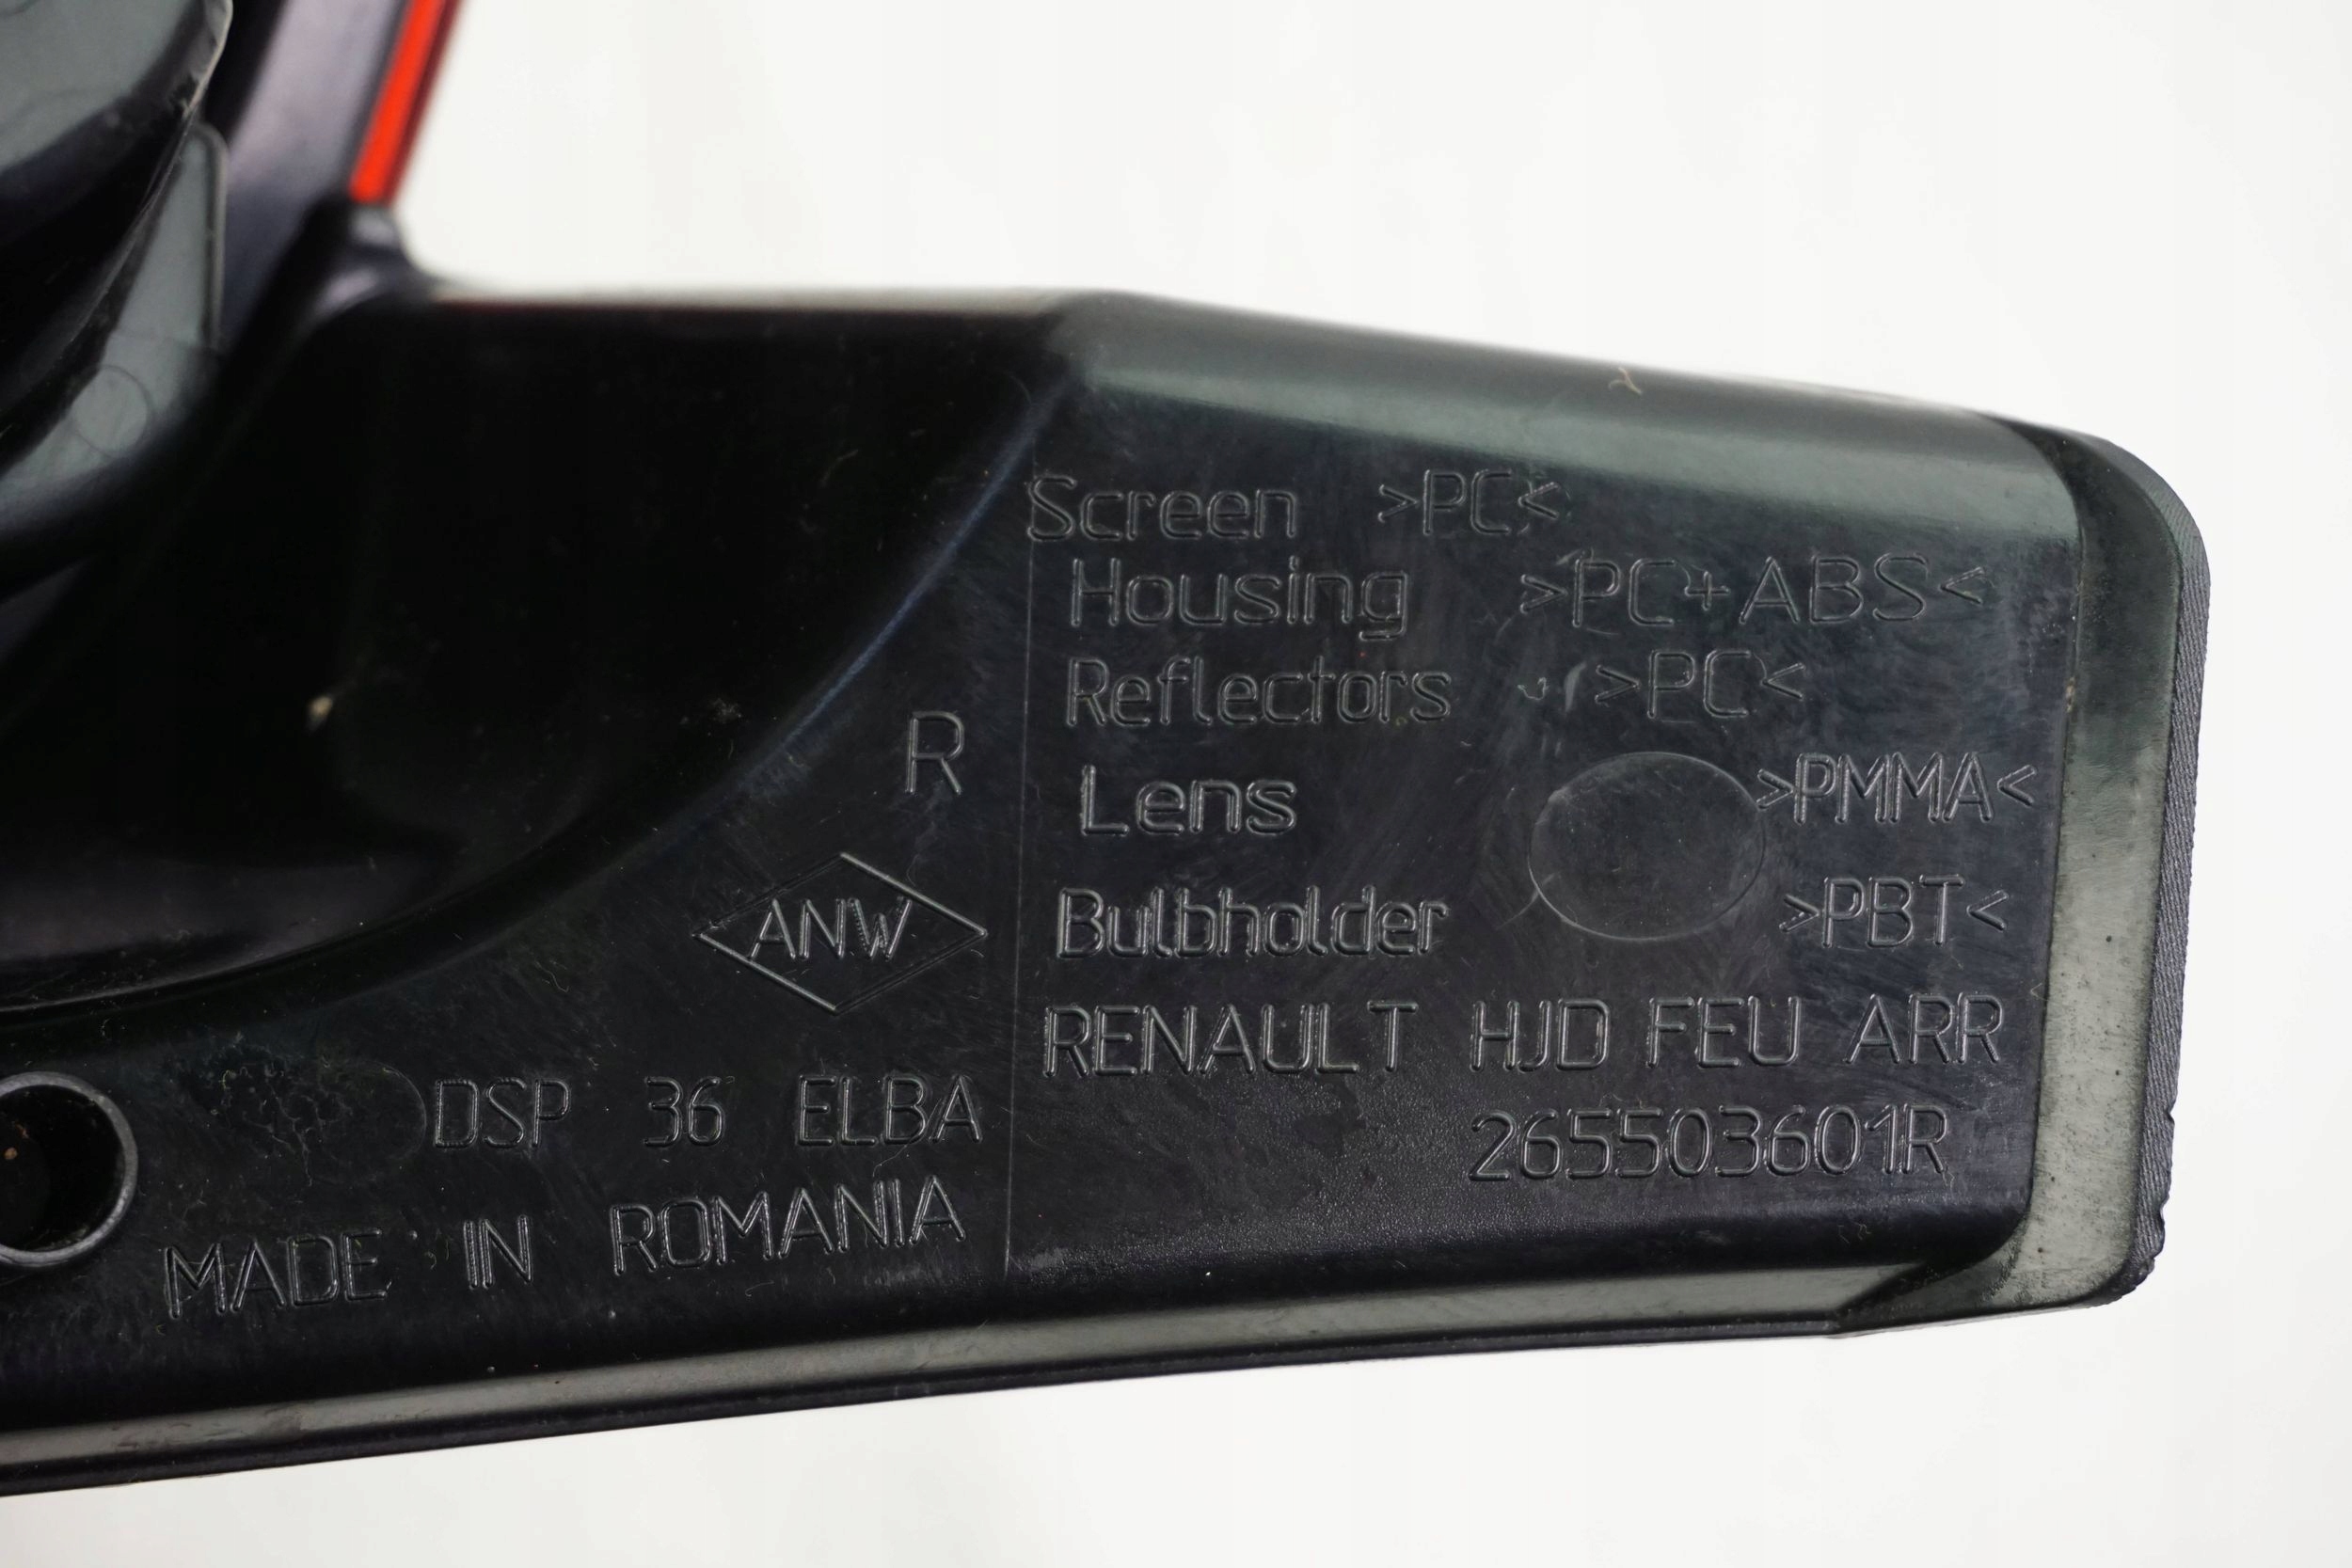 Screen >PC<
Housing >PC+ABS<
Reflectors >PC<
Lens >PMMA<
Bulbholder >PBT<
RENAULT HJD FEU ARR
265503601R
R
ANW
DSP 36 ELBA
MADE IN ROMANIA